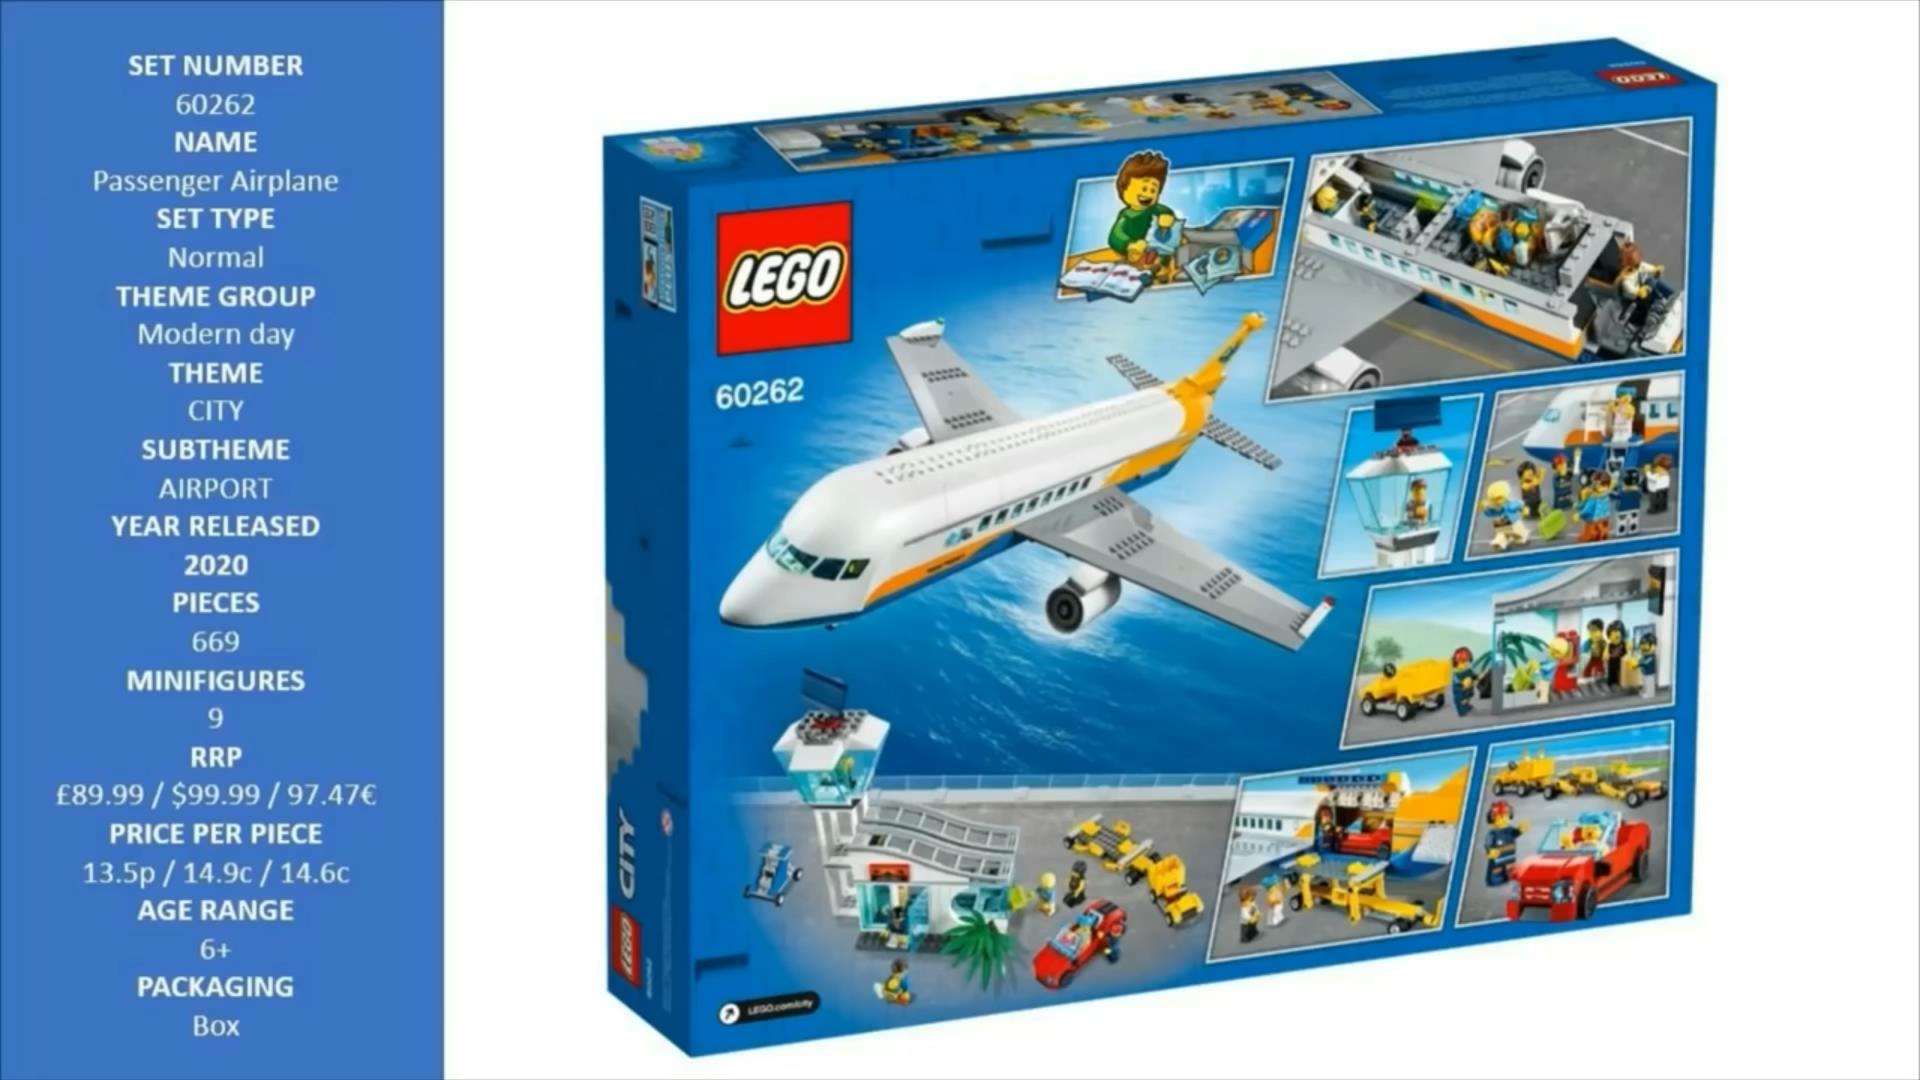 SET NUMBER
60262
NAME
Passenger Airplane
SET TYPE
Normal
THEME GROUP
Modern day
THEME
CITY
SUBTHEME
AIRPORT
YEAR RELEASED
2020
PIECES
669
MINIFIGURES
9
RRP
£89.99 / $99.99 / 97.47€
PRICE PER PIECE
13.5p / 14.9c / 14.6c
AGE RANGE
6+
PACKAGING
Box
LEGO
LEGO
60262
CITY
LEGO
LEGO.com/city